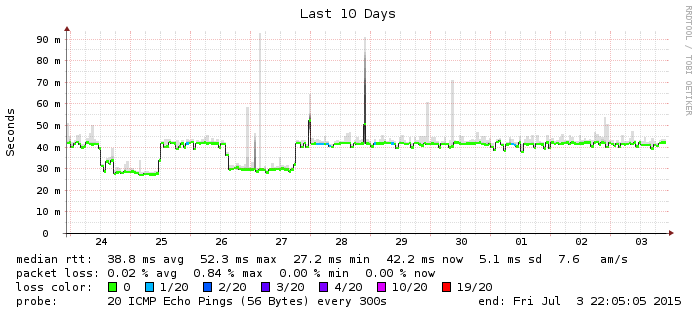 Last 10 Days
RRDTOOL / TOBI OETIKER
Seconds
90 m
80 m
70 m
60 m
50 m
40 m
30 m
20 m
10 m
0
24 25 26 27 28 29 30 01 02 03
median rtt: 38.8 ms avg 52.3 ms max 27.2 ms min 42.2 ms now 5.1 ms sd 7.6 am/s
packet loss: 0.02 % avg 0.84 % max 0.00 % min 0.00 % now
loss color: 0 1/20 2/20 3/20 4/20 10/20 19/20
probe: 20 ICMP Echo Pings (56 Bytes) every 300s end: Fri Jul 3 22:05:05 2015